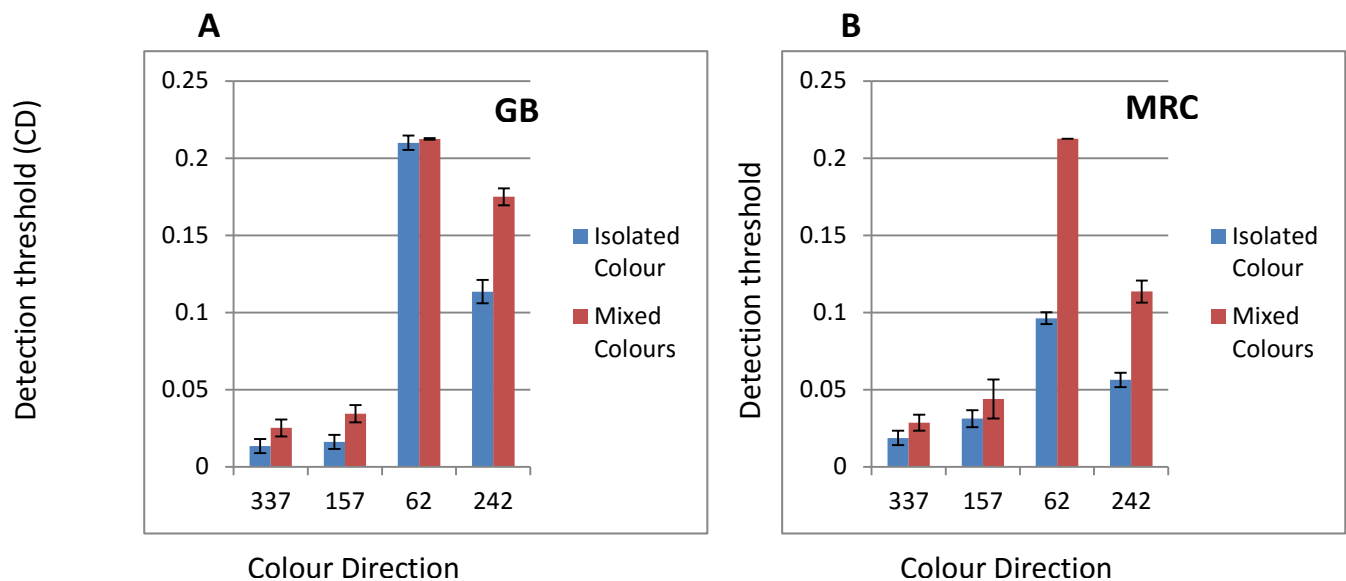 A
Detection threshold (CD)
0.25
0.2
0.15
0.1
0.05
0
GB
Isolated
Colour
Mixed
Colours
337 157 62 242
Colour Direction
B
Detection threshold
0.25
0.2
0.15
0.1
0.05
0
MRC
Isolated
Colour
Mixed
Colours
337 157 62 242
Colour Direction